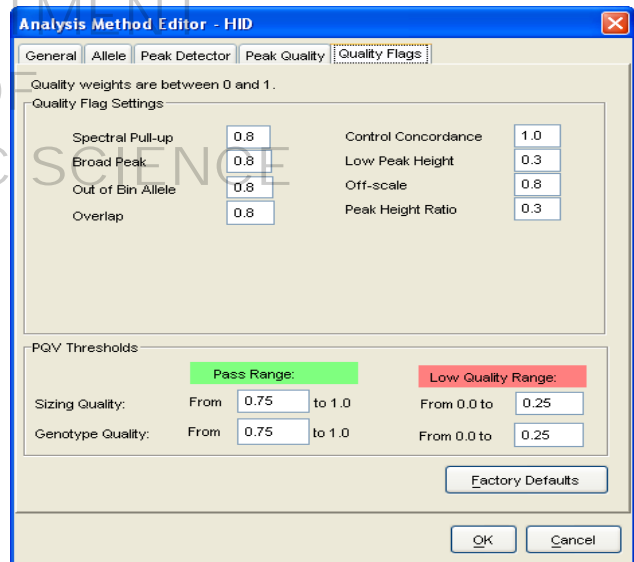 Analysis Method Editor - HID
General Allele Peak Detector Peak Quality Quality Flags
Quality weights are between 0 and 1.
Quality Flag Settings
Spectral Pull-up 0.8 Control Concordance 1.0
Broad Peak 0.8 Low Peak Height 0.3
Out of Bin Allele 0.8 Off-scale 0.8
Overlap 0.8 Peak Height Ratio 0.3
SCIENCE
PQV Thresholds
Pass Range: Low Quality Range:
Sizing Quality: From 0.75 to 1.0 From 0.0 to 0.25
Genotype Quality: From 0.75 to 1.0 From 0.0 to 0.25
Factory Defaults
OK Cancel